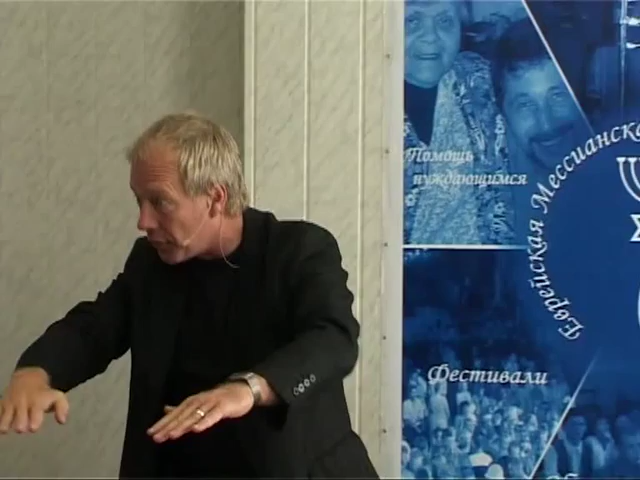 Помощь
нуждающимся
Еврейская Мессианская
Фестивали